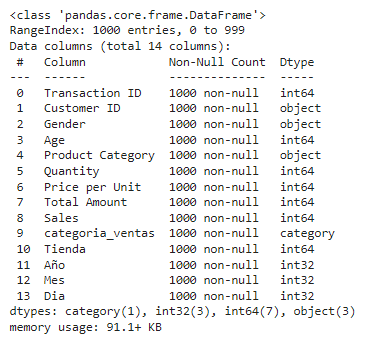 <class 'pandas.core.frame.DataFrame'>
RangeIndex: 1000 entries, 0 to 999
Data columns (total 14 columns):
 #   Column            Non-Null Count  Dtype
---  ------            --------------  -----
 0   Transaction ID    1000 non-null   int64
 1   Customer ID       1000 non-null   object
 2   Gender            1000 non-null   object
 3   Age               1000 non-null   int64
 4   Product Category  1000 non-null   object
 5   Quantity          1000 non-null   int64
 6   Price per Unit    1000 non-null   int64
 7   Total Amount      1000 non-null   int64
 8   Sales             1000 non-null   int64
 9   categoria_ventas  1000 non-null   category
 10  Tienda            1000 non-null   int64
 11  Año               1000 non-null   int32
 12  Mes               1000 non-null   int32
 13  Dia               1000 non-null   int32
dtypes: category(1), int32(3), int64(7), object(3)
memory usage: 91.1+ KB